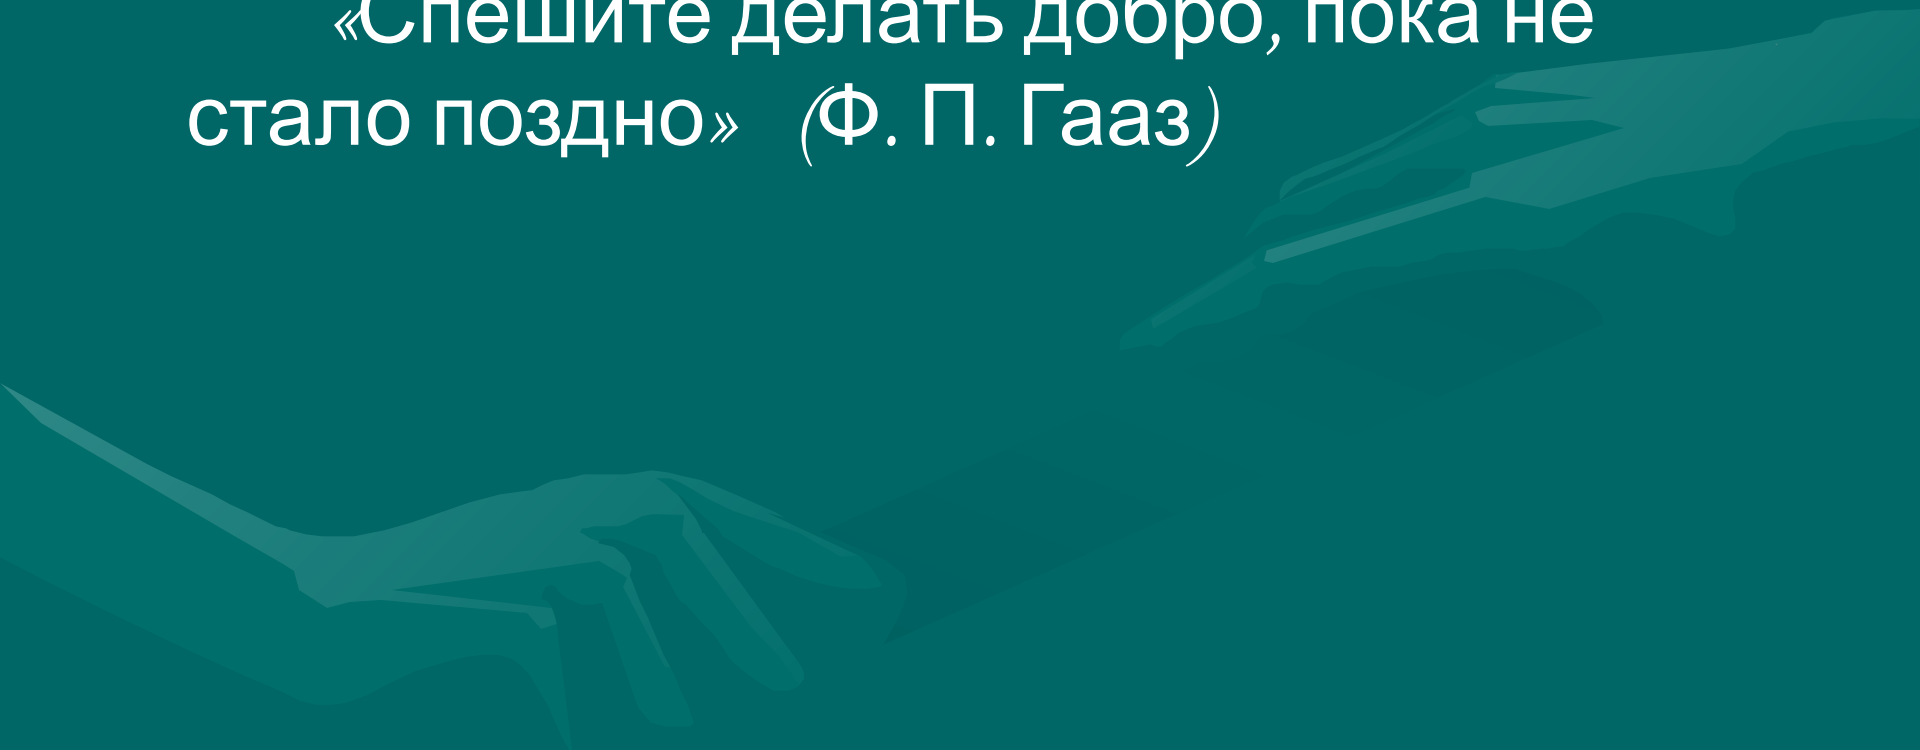 «Спешите делать добро, пока не
стало поздно» (Ф. П. Гааз)